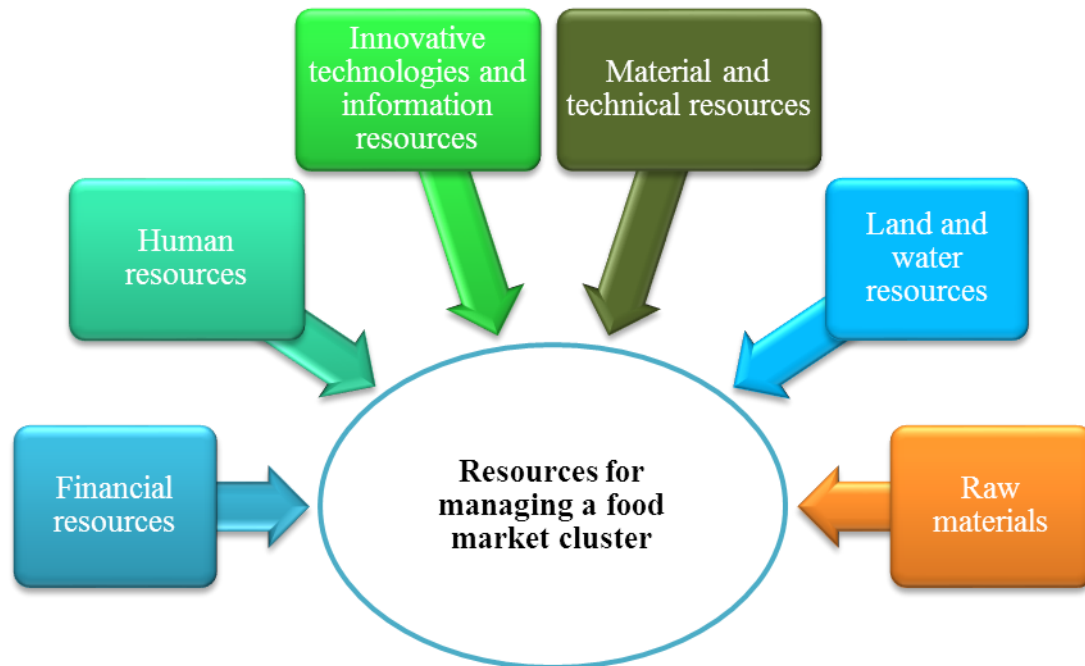 Innovative
technologies and
information
resources
Material and
technical resources
Human
resources
Land and
water
resources
Financial
resources
Resources for
managing a food
market cluster
Raw
materials